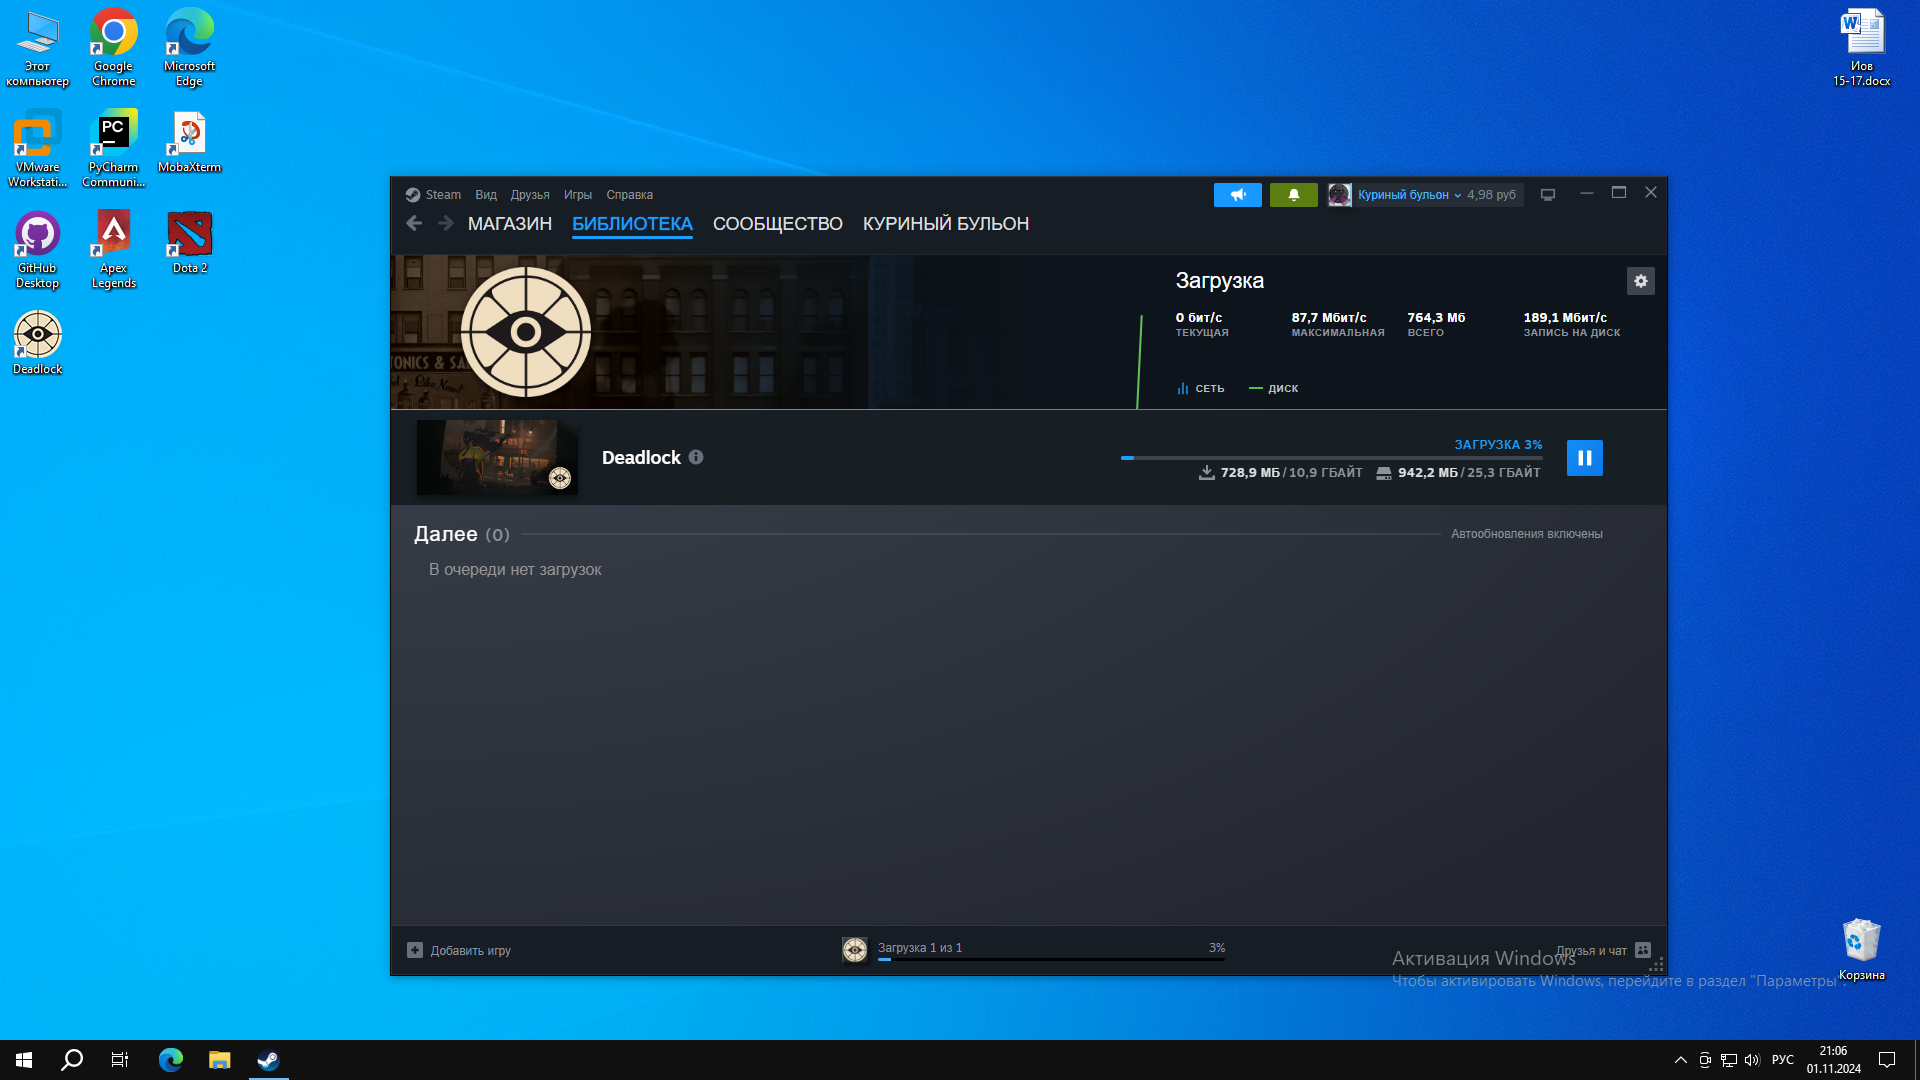 Этот
компьютер
Google
Chrome
Microsoft
Edge
Иов
15-17.docx
VMware
Workstati...
PC
PyCharm
Communi...
MobaXterm
GitHub
Desktop
Apex
Legends
Dota 2
Deadlock
Steam Вид Друзья Игры Справка
Куриный бульон 4,98 руб
МАГАЗИН БИБЛИОТЕКА СООБЩЕСТВО КУРИНЫЙ БУЛЬОН
Загрузка
0 бит/с 87,7 Мбит/с 764,3 Мб 189,1 Мбит/с
ТЕКУЩАЯ МАКСИМАЛЬНАЯ ВСЕГО ЗАПИСЬ НА ДИСК
СЕТЬ ДИСК
Deadlock
ЗАГРУЗКА 3%
728,9 МБ / 10,9 ГБАЙТ 942,2 МБ / 25,3 ГБАЙТ
Далее (0)
Автообновления включены
В очереди нет загрузок
Добавить игру
Загрузка 1 из 1 3%
Друзья и чат
Активация Windows
Чтобы активировать Windows, перейдите в раздел "Параметры".
Корзина
РУС
21:06
01.11.2024